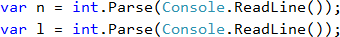 var n = int.Parse(Console.ReadLine());
var l = int.Parse(Console.ReadLine());